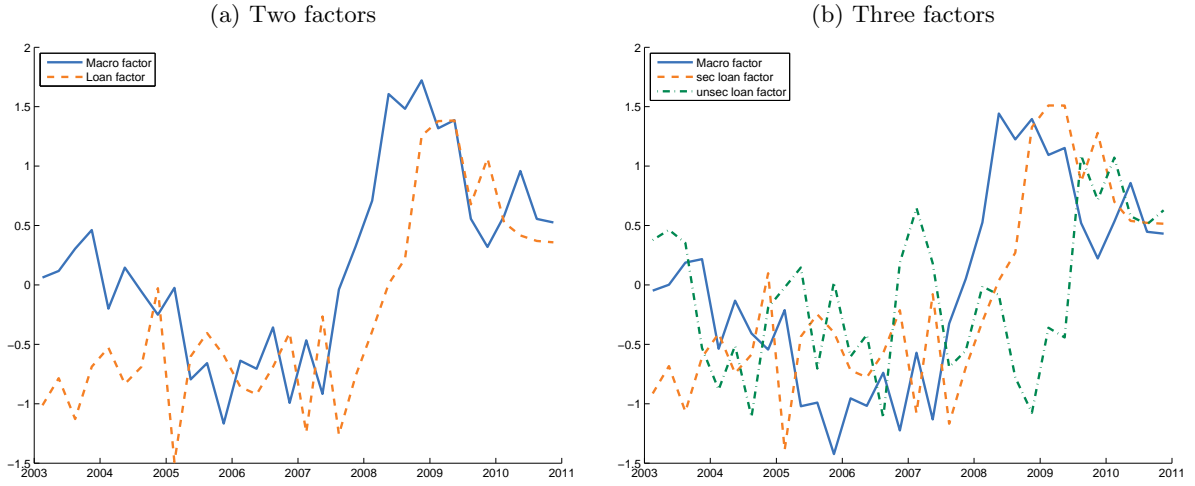 (a) Two factors
2
1.5
1
0.5
0
−0.5
−1
−1.5
Macro factor
Loan factor
2003 2004 2005 2006 2007 2008 2009 2010 2011
(b) Three factors
2
1.5
1
0.5
0
−0.5
−1
−1.5
Macro factor
sec loan factor
unsec loan factor
2003 2004 2005 2006 2007 2008 2009 2010 2011